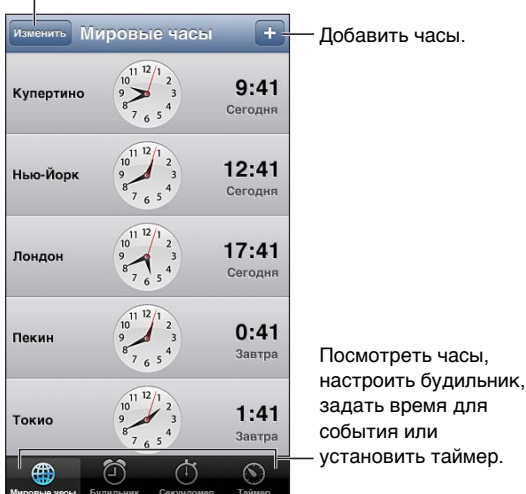 Изменить Мировые часы +
Добавить часы.
Купертино 9:41
Сегодня
Нью-Йорк 12:41
Сегодня
Лондон 17:41
Сегодня
Пекин 0:41
Завтра
Токио 1:41
Завтра
Посмотреть часы,
настроить будильник,
задать время для
события или
установить таймер.
Мировые часы Будильник Секундомер Таймер